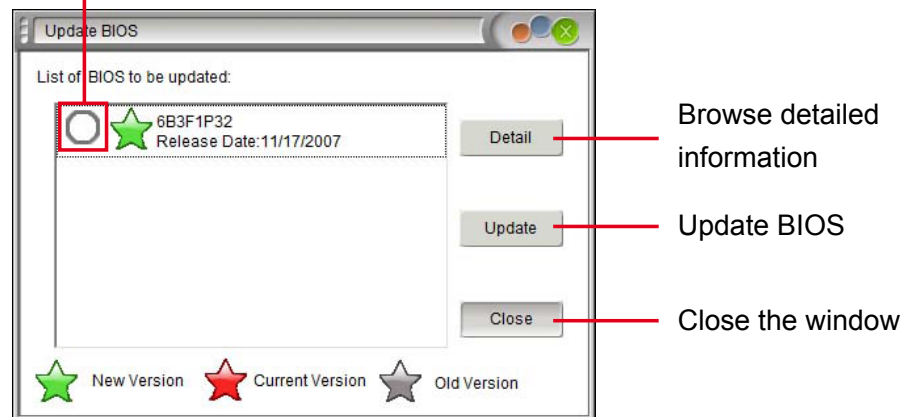 Update BIOS
List of BIOS to be updated:
6B3F1P32
Release Date:11/17/2007
Detail
Browse detailed
information
Update
Update BIOS
Close
Close the window
New Version
Current Version
Old Version